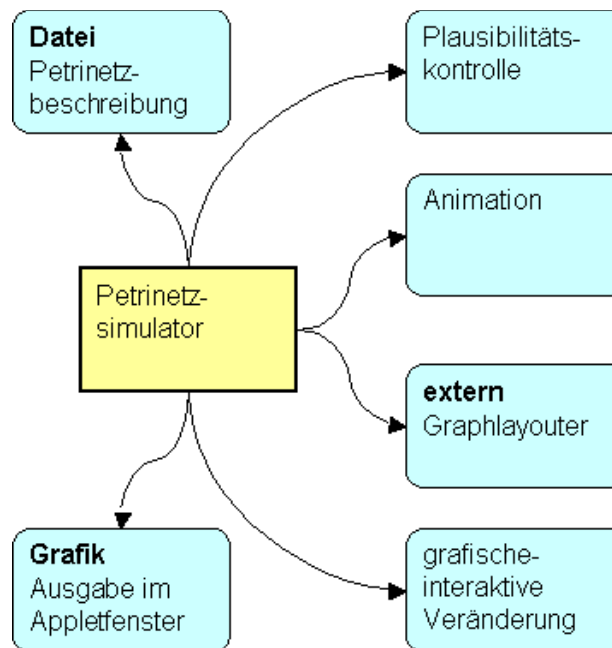 Datei
Petrinetz-
beschreibung
Plausibilitäts-
kontrolle
Animation
Petrinetz-
simulator
extern
Graphlayouter
Grafik
Ausgabe im
Appletfenster
grafische-
interaktive
Veränderung